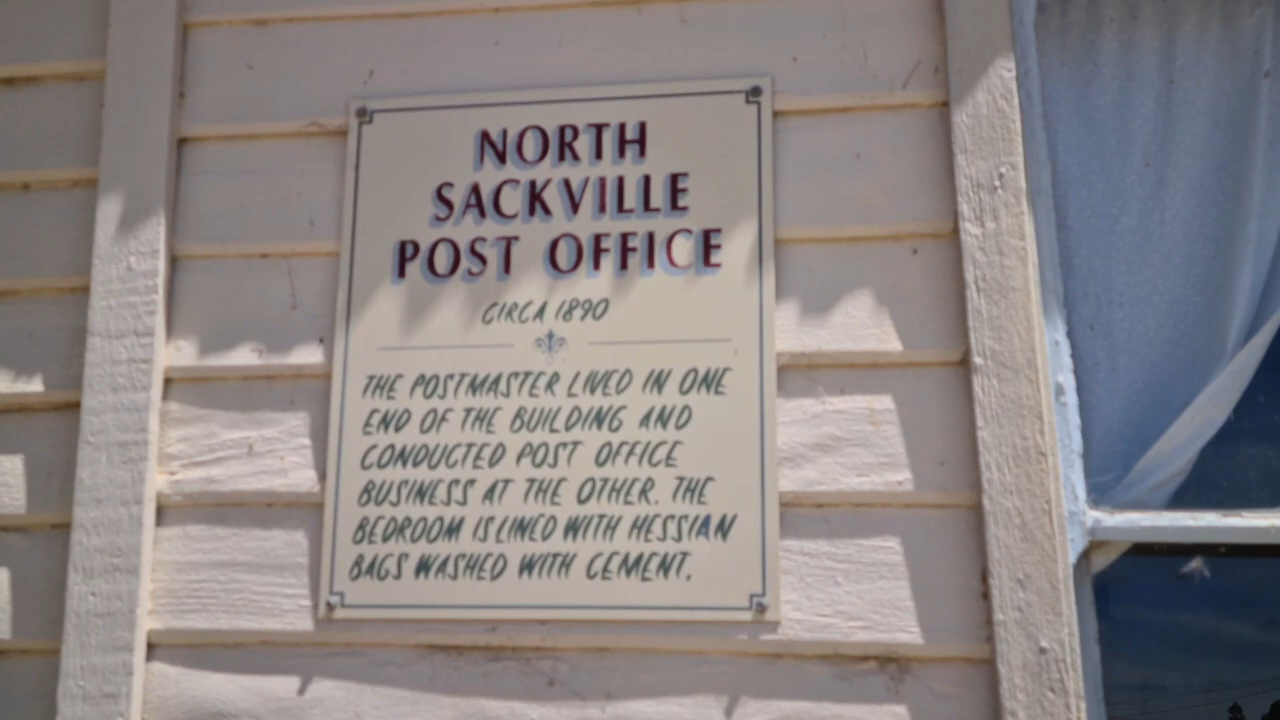 NORTH
SACKVILLE
POST OFFICE
CIRCA 1890
THE POSTMASTER LIVED IN ONE
END OF THE BUILDING AND
CONDUCTED POST OFFICE
BUSINESS AT THE OTHER. THE
BEDROOM IS LINED WITH HESSIAN
BAGS WASHED WITH CEMENT.